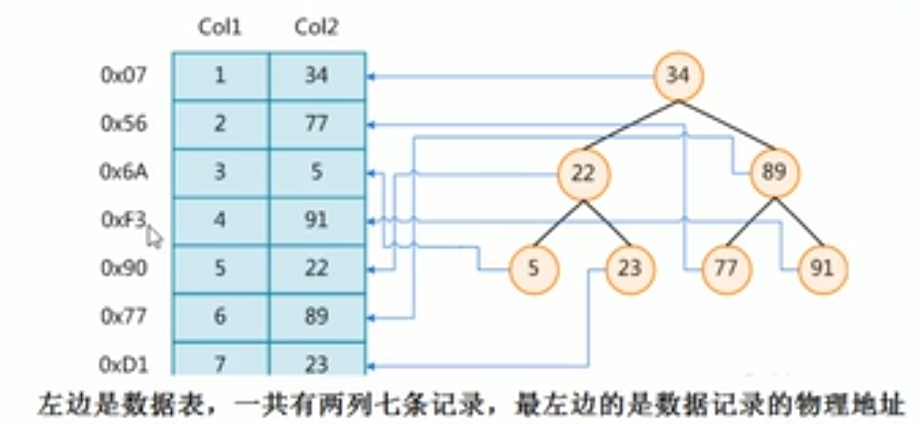 Col1 Col2
0x07 1 34 34
0x56 2 77
0x6A 3 5 22 89
0xF3 4 91
0x90 5 22 5 23 77 91
0x77 6 89
0xD1 7 23
左边是数据表，一共有两列七条记录，最左边的是数据记录的物理地址